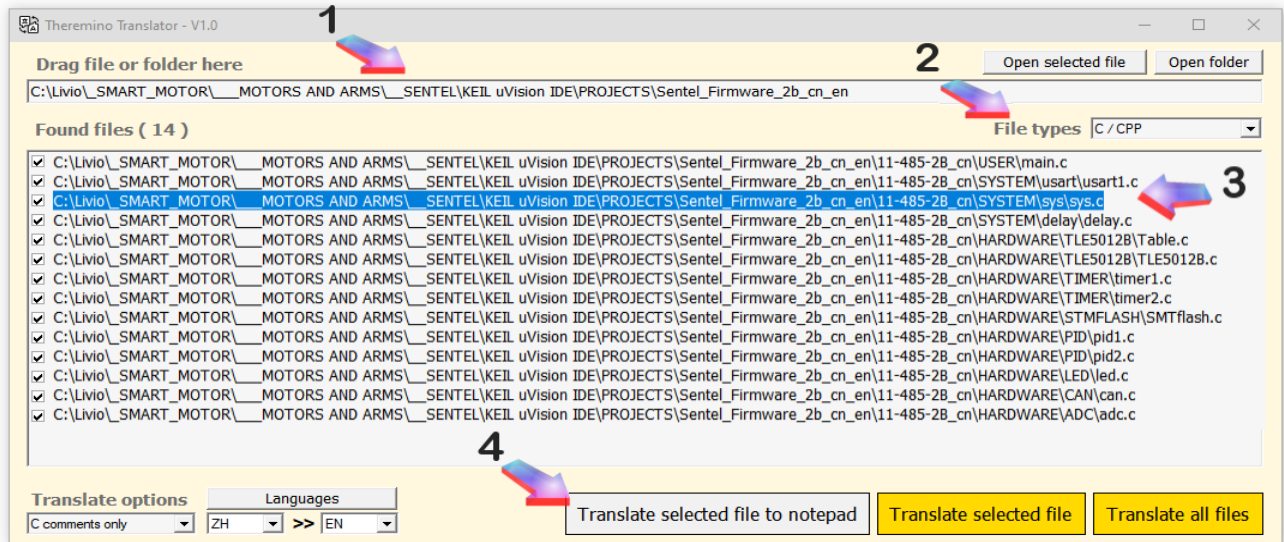 Theremino Translator - V1.0
1
Drag file or folder here
2
Open selected file
Open folder
C:\Livio\_SMART_MOTOR\___MOTORS AND ARMS\__SENTEL\KEIL uVision IDE\PROJECTS\Sentel_Firmware_2b_cn_en
Found files ( 14 )
File types
C / CPP
C:\Livio\_SMART_MOTOR\___MOTORS AND ARMS\__SENTEL\KEIL uVision IDE\PROJECTS\Sentel_Firmware_2b_cn_en\11-485-2B_cn\USER\main.c
C:\Livio\_SMART_MOTOR\___MOTORS AND ARMS\__SENTEL\KEIL uVision IDE\PROJECTS\Sentel_Firmware_2b_cn_en\11-485-2B_cn\SYSTEM\usart\usart1.c
C:\Livio\_SMART_MOTOR\___MOTORS AND ARMS\__SENTEL\KEIL uVision IDE\PROJECTS\Sentel_Firmware_2b_cn_en\11-485-2B_cn\SYSTEM\sys\sys.c
3
C:\Livio\_SMART_MOTOR\___MOTORS AND ARMS\__SENTEL\KEIL uVision IDE\PROJECTS\Sentel_Firmware_2b_cn_en\11-485-2B_cn\SYSTEM\delay\delay.c
C:\Livio\_SMART_MOTOR\___MOTORS AND ARMS\__SENTEL\KEIL uVision IDE\PROJECTS\Sentel_Firmware_2b_cn_en\11-485-2B_cn\HARDWARE\TLE5012B\Table.c
C:\Livio\_SMART_MOTOR\___MOTORS AND ARMS\__SENTEL\KEIL uVision IDE\PROJECTS\Sentel_Firmware_2b_cn_en\11-485-2B_cn\HARDWARE\TLE5012B\TLE5012B.c
C:\Livio\_SMART_MOTOR\___MOTORS AND ARMS\__SENTEL\KEIL uVision IDE\PROJECTS\Sentel_Firmware_2b_cn_en\11-485-2B_cn\HARDWARE\TIMER\timer1.c
C:\Livio\_SMART_MOTOR\___MOTORS AND ARMS\__SENTEL\KEIL uVision IDE\PROJECTS\Sentel_Firmware_2b_cn_en\11-485-2B_cn\HARDWARE\TIMER\timer2.c
C:\Livio\_SMART_MOTOR\___MOTORS AND ARMS\__SENTEL\KEIL uVision IDE\PROJECTS\Sentel_Firmware_2b_cn_en\11-485-2B_cn\HARDWARE\STMFLASH\SMTflash.c
C:\Livio\_SMART_MOTOR\___MOTORS AND ARMS\__SENTEL\KEIL uVision IDE\PROJECTS\Sentel_Firmware_2b_cn_en\11-485-2B_cn\HARDWARE\PID\pid1.c
C:\Livio\_SMART_MOTOR\___MOTORS AND ARMS\__SENTEL\KEIL uVision IDE\PROJECTS\Sentel_Firmware_2b_cn_en\11-485-2B_cn\HARDWARE\PID\pid2.c
C:\Livio\_SMART_MOTOR\___MOTORS AND ARMS\__SENTEL\KEIL uVision IDE\PROJECTS\Sentel_Firmware_2b_cn_en\11-485-2B_cn\HARDWARE\LED\led.c
C:\Livio\_SMART_MOTOR\___MOTORS AND ARMS\__SENTEL\KEIL uVision IDE\PROJECTS\Sentel_Firmware_2b_cn_en\11-485-2B_cn\HARDWARE\CAN\can.c
C:\Livio\_SMART_MOTOR\___MOTORS AND ARMS\__SENTEL\KEIL uVision IDE\PROJECTS\Sentel_Firmware_2b_cn_en\11-485-2B_cn\HARDWARE\ADC\adc.c
4
Translate options
Languages
C comments only
ZH
>>
EN
Translate selected file to notepad
Translate selected file
Translate all files